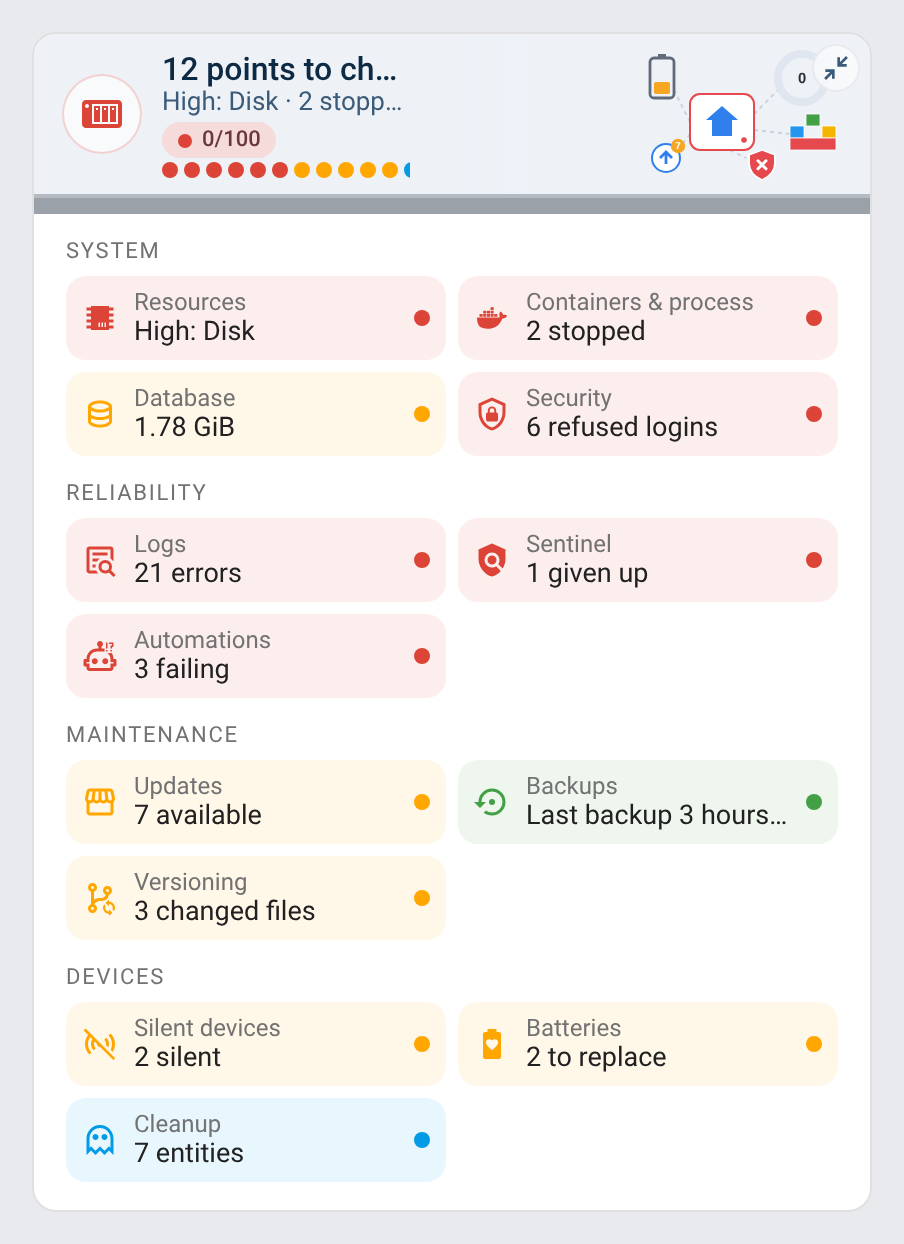 12 points to ch...
High: Disk · 2 stopp...
0/100
0
7
SYSTEM
Resources
High: Disk
Containers & process
2 stopped
Database
1.78 GiB
Security
6 refused logins
RELIABILITY
Logs
21 errors
Sentinel
1 given up
Automations
3 failing
MAINTENANCE
Updates
7 available
Backups
Last backup 3 hours...
Versioning
3 changed files
DEVICES
Silent devices
2 silent
Batteries
2 to replace
Cleanup
7 entities